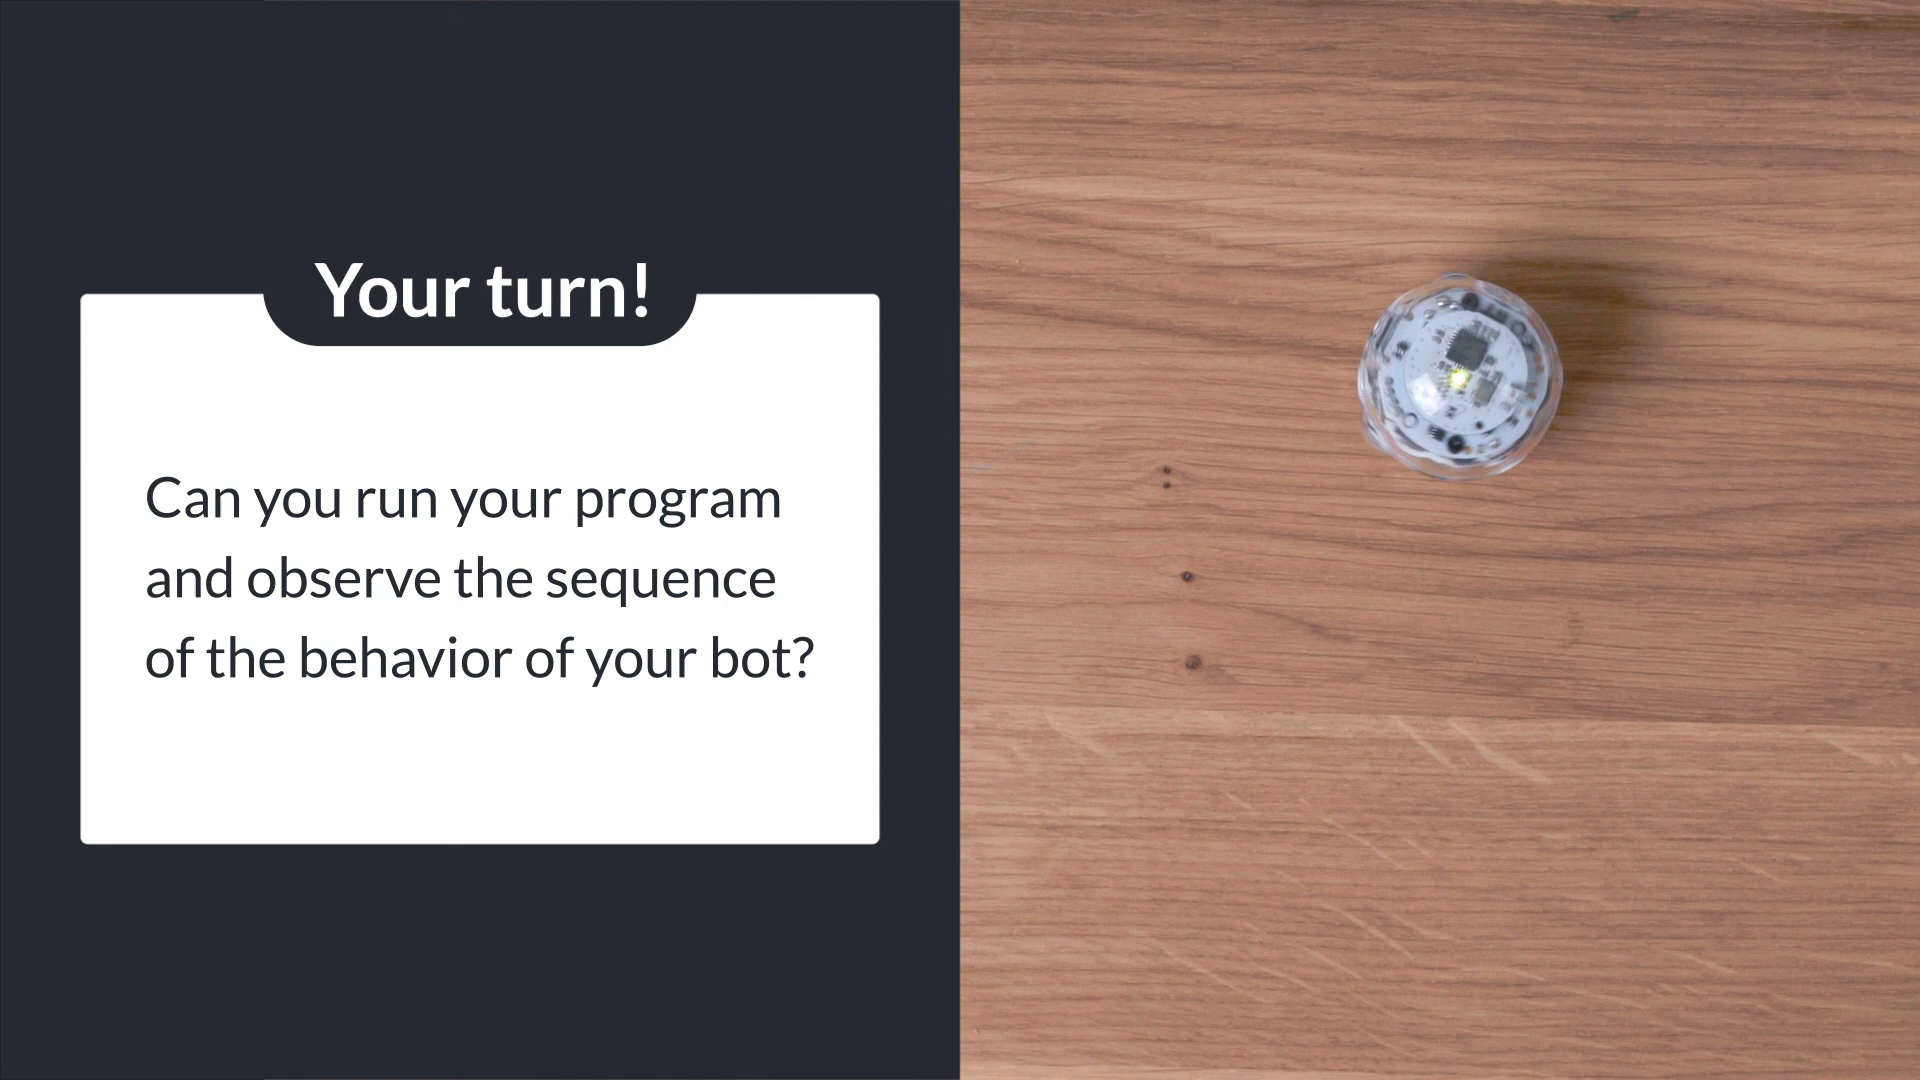 Your turn!
Can you run your program
and observe the sequence
of the behavior of your bot?